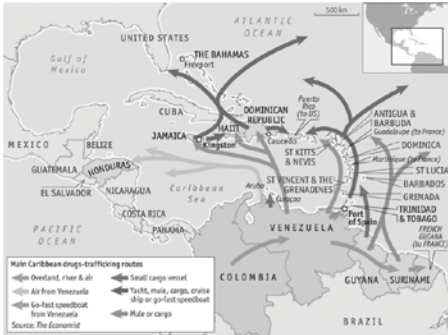 500 km
ATLANTIC
OCEAN
UNITED STATES
THE BAHAMAS
Freeport
Gulf of
Mexico
CUBA
DOMINICAN
REPUBLIC
Puerto
Rico
(to US)
HAITI
JAMAICA
Kingston
Caucedo
ANTIGUA &
BARBUDA
Guadeloupe (to France)
MEXICO
BELIZE
ST KITTS
& NEVIS
DOMINICA
Martinique (to France)
GUATEMALA
HONDURAS
ST LUCIA
Caribbean
Sea
ST VINCENT & THE
GRENADINES
BARBADOS
EL SALVADOR
NICARAGUA
Aruba
Curaçao
GRENADA
TRINIDAD
& TOBAGO
COSTA RICA
Port
of Spain
PACIFIC
OCEAN
PANAMA
VENEZUELA
FRENCH
GUIANA
(to FRANCE)
COLOMBIA
GUYANA
SURINAME
BRAZIL
Main Caribbean drugs-trafficking routes
Overland, river & air
Small cargo vessel
Air from Venezuela
Yacht, mule, cargo, cruise
ship or go-fast speedboat
Go-fast speedboat
from Venezuela
Mule or cargo
Source: The Economist